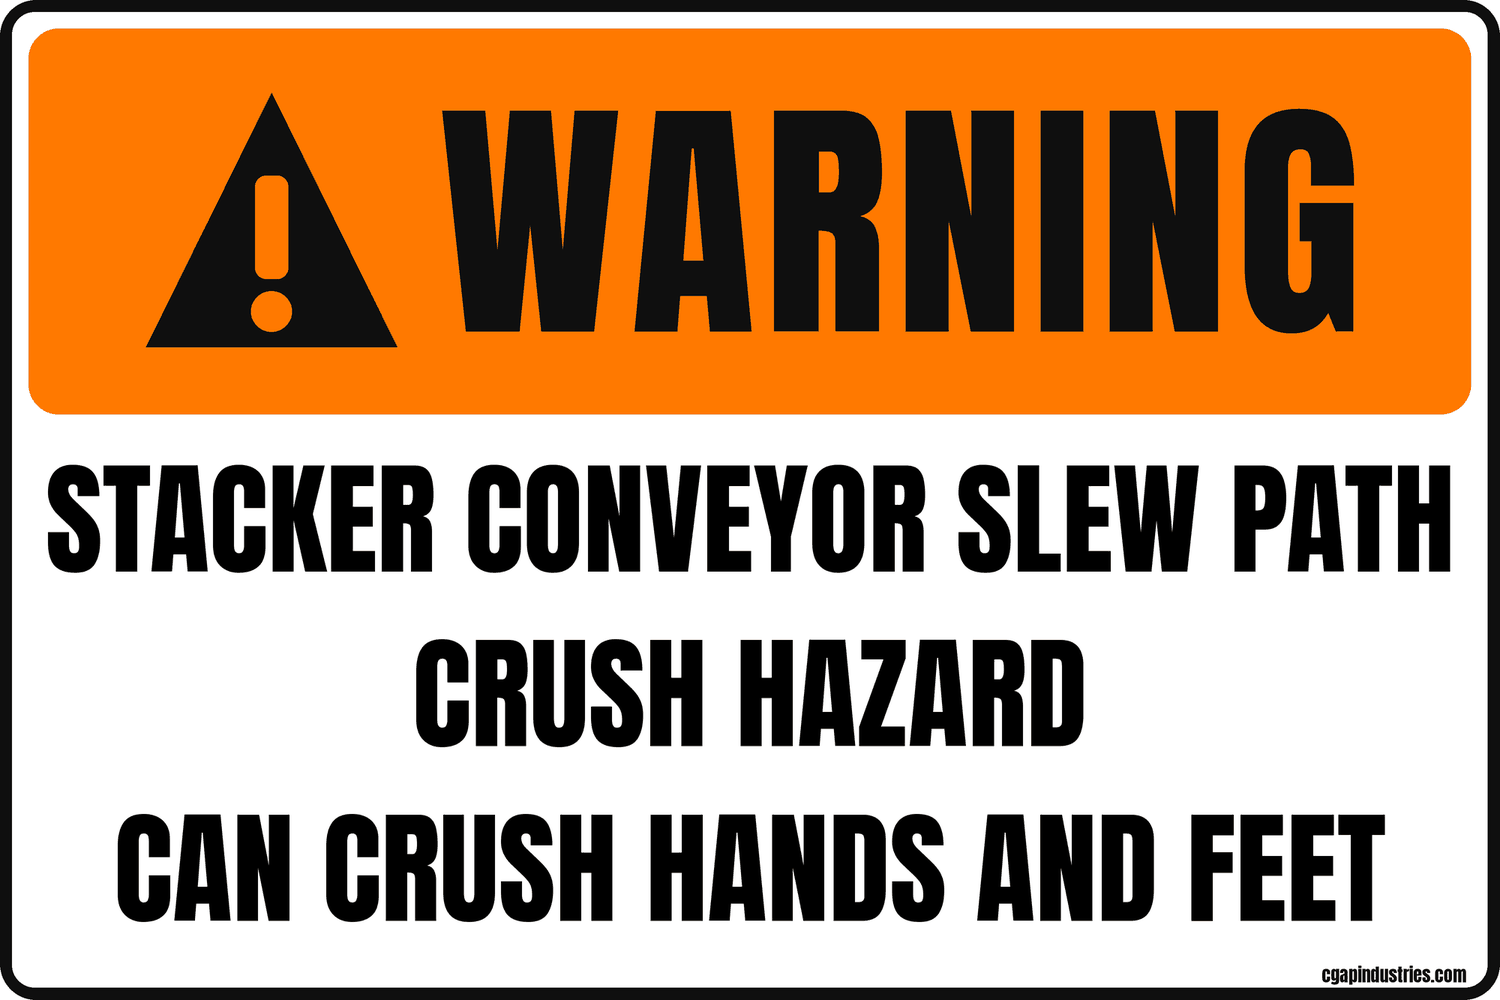 WARNING
STACKER CONVEYOR SLEW PATH
CRUSH HAZARD
CAN CRUSH HANDS AND FEET
cgapindustries.com